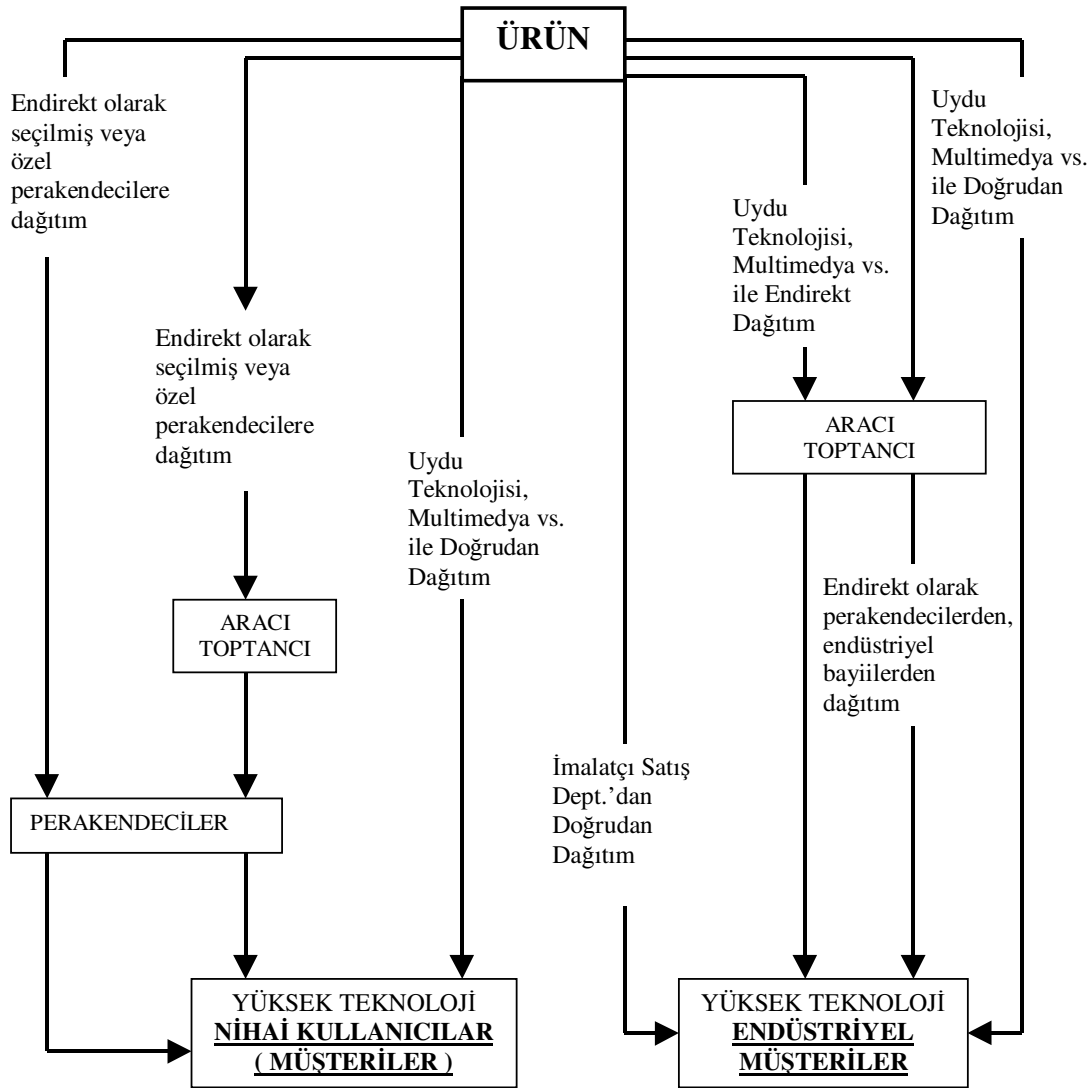 ÜRÜN
Endirekt olarak
seçilmiş veya
özel
perakendecilere
dağıtım
Uydu
Teknolojisi,
Multimedya vs.
ile Doğrudan
Dağıtım
Uydu
Teknolojisi,
Multimedya vs.
ile Endirekt
Dağıtım
Endirekt olarak
seçilmiş veya
özel
perakendecilere
dağıtım
ARACI
TOPTANCI
Uydu
Teknolojisi,
Multimedya vs.
ile Doğrudan
Dağıtım
Endirekt olarak
perakendecilerden,
endüstriyel
bayiilerden
dağıtım
ARACI
TOPTANCI
İmalatçı Satış
Dept.’dan
Doğrudan
Dağıtım
PERAKENDECİLER
YÜKSEK TEKNOLOJİ
NİHAİ KULLANICILAR
( MÜŞTERİLER )
YÜKSEK TEKNOLOJİ
ENDÜSTRİYEL
MÜŞTERİLER